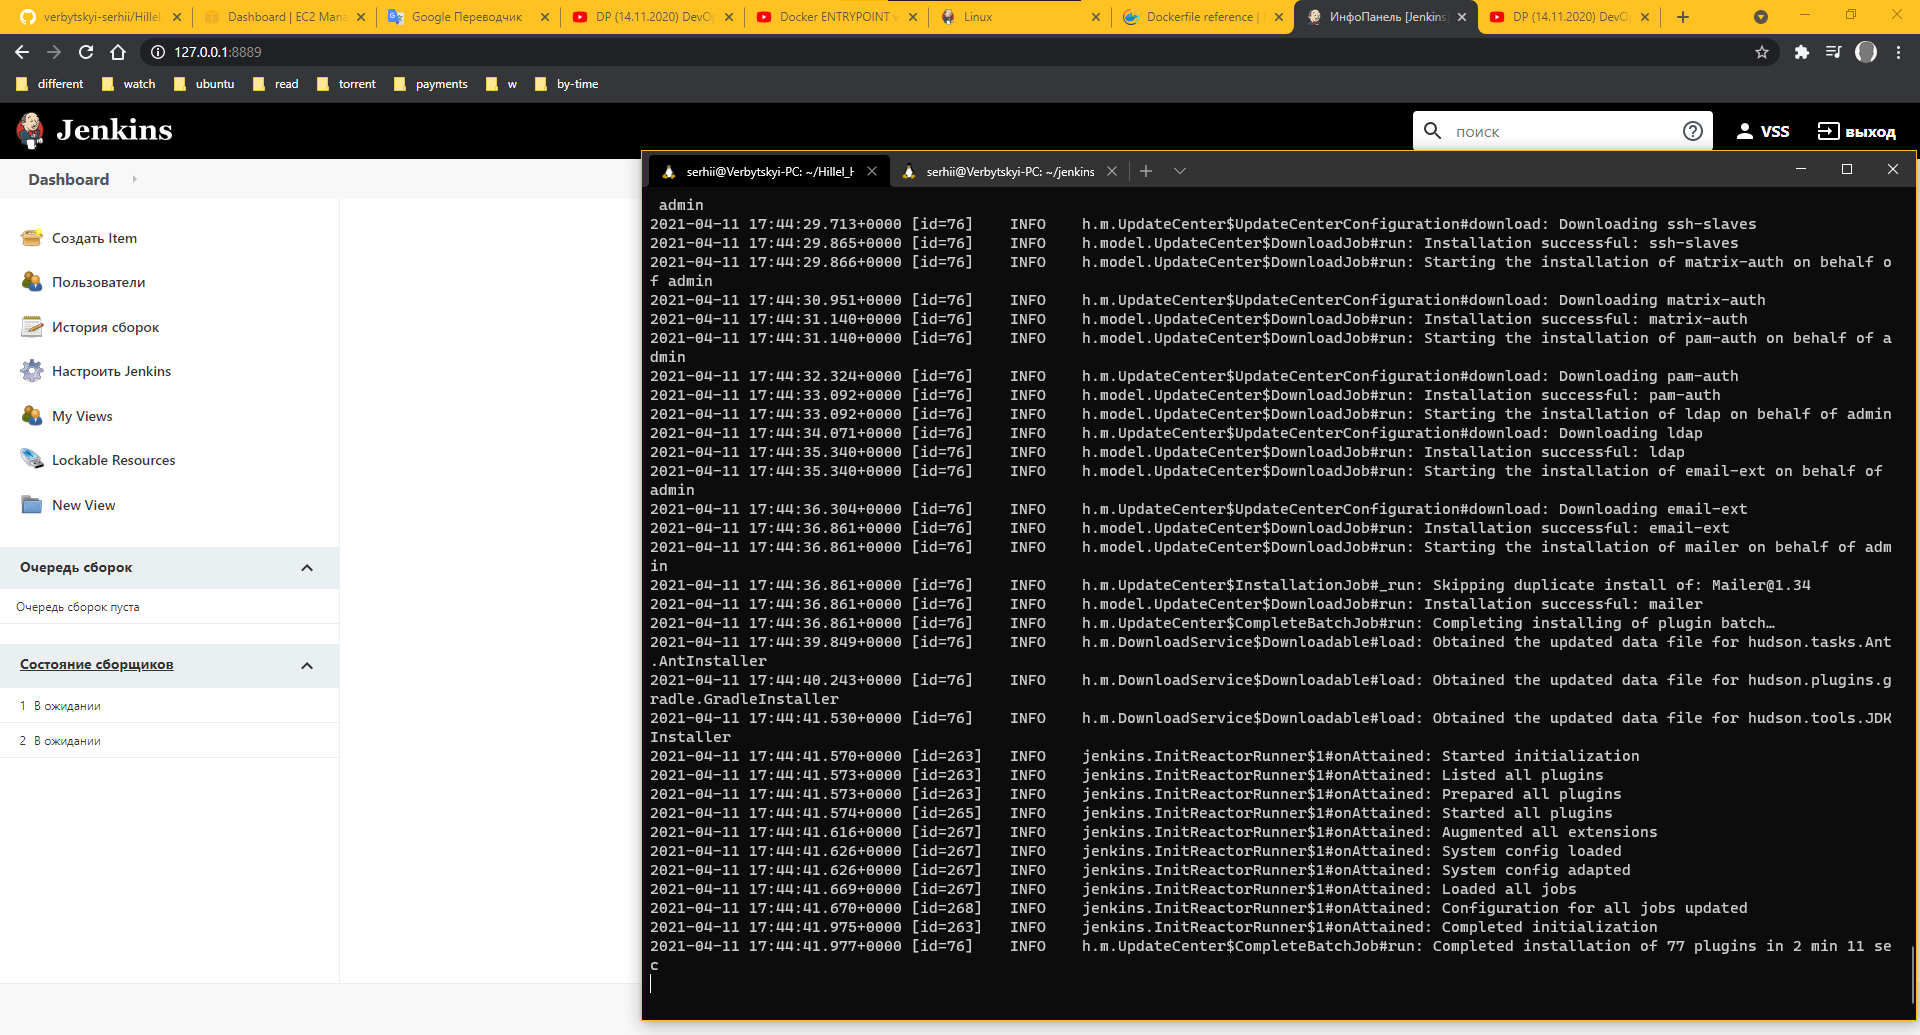 verbytskyi-serhii/Hillel
Dashboard | EC2 Mana
Google Переводчик
DP (14.11.2020) DevOp
Docker ENTRYPOINT v
Linux
Dockerfile reference |
ИнфоПанель [Jenkins]
DP (14.11.2020) DevOp
127.0.0.1:8889
different
watch
ubuntu
read
torrent
payments
w
by-time
Jenkins
поиск
VSS
выход
Dashboard
Создать Item
Пользователи
История сборок
Настроить Jenkins
My Views
Lockable Resources
New View
Очередь сборок
Очередь сборок пуста
Состояние сборщиков
1 В ожидании
2 В ожидании
serhii@Verbytskyi-PC: ~/Hillel_H
serhii@Verbytskyi-PC: ~/jenkins
admin
2021-04-11 17:44:29.713+0000 [id=76] INFO h.m.UpdateCenter$UpdateCenterConfiguration#download: Downloading ssh-slaves
2021-04-11 17:44:29.865+0000 [id=76] INFO h.model.UpdateCenter$DownloadJob#run: Installation successful: ssh-slaves
2021-04-11 17:44:29.866+0000 [id=76] INFO h.model.UpdateCenter$DownloadJob#run: Starting the installation of matrix-auth on behalf o
f admin
2021-04-11 17:44:30.951+0000 [id=76] INFO h.m.UpdateCenter$UpdateCenterConfiguration#download: Downloading matrix-auth
2021-04-11 17:44:31.140+0000 [id=76] INFO h.model.UpdateCenter$DownloadJob#run: Installation successful: matrix-auth
2021-04-11 17:44:31.140+0000 [id=76] INFO h.model.UpdateCenter$DownloadJob#run: Starting the installation of pam-auth on behalf of a
dmin
2021-04-11 17:44:32.324+0000 [id=76] INFO h.m.UpdateCenter$UpdateCenterConfiguration#download: Downloading pam-auth
2021-04-11 17:44:33.092+0000 [id=76] INFO h.model.UpdateCenter$DownloadJob#run: Installation successful: pam-auth
2021-04-11 17:44:33.092+0000 [id=76] INFO h.model.UpdateCenter$DownloadJob#run: Starting the installation of ldap on behalf of admin
2021-04-11 17:44:34.071+0000 [id=76] INFO h.m.UpdateCenter$UpdateCenterConfiguration#download: Downloading ldap
2021-04-11 17:44:35.340+0000 [id=76] INFO h.model.UpdateCenter$DownloadJob#run: Installation successful: ldap
2021-04-11 17:44:35.340+0000 [id=76] INFO h.model.UpdateCenter$DownloadJob#run: Starting the installation of email-ext on behalf of
admin
2021-04-11 17:44:36.304+0000 [id=76] INFO h.m.UpdateCenter$UpdateCenterConfiguration#download: Downloading email-ext
2021-04-11 17:44:36.861+0000 [id=76] INFO h.model.UpdateCenter$DownloadJob#run: Installation successful: email-ext
2021-04-11 17:44:36.861+0000 [id=76] INFO h.model.UpdateCenter$DownloadJob#run: Starting the installation of mailer on behalf of adm
in
2021-04-11 17:44:36.861+0000 [id=76] INFO h.m.UpdateCenter$InstallationJob#_run: Skipping duplicate install of: Mailer@1.34
2021-04-11 17:44:36.861+0000 [id=76] INFO h.model.UpdateCenter$DownloadJob#run: Installation successful: mailer
2021-04-11 17:44:36.861+0000 [id=76] INFO h.m.UpdateCenter$CompleteBatchJob#run: Completing installing of plugin batch…
2021-04-11 17:44:39.849+0000 [id=76] INFO h.m.DownloadService$Downloadable#load: Obtained the updated data file for hudson.tasks.Ant
.AntInstaller
2021-04-11 17:44:40.243+0000 [id=76] INFO h.m.DownloadService$Downloadable#load: Obtained the updated data file for hudson.plugins.g
radle.GradleInstaller
2021-04-11 17:44:41.530+0000 [id=76] INFO h.m.DownloadService$Downloadable#load: Obtained the updated data file for hudson.tools.JDK
Installer
2021-04-11 17:44:41.570+0000 [id=263] INFO jenkins.InitReactorRunner$1#onAttained: Started initialization
2021-04-11 17:44:41.573+0000 [id=263] INFO jenkins.InitReactorRunner$1#onAttained: Listed all plugins
2021-04-11 17:44:41.573+0000 [id=263] INFO jenkins.InitReactorRunner$1#onAttained: Prepared all plugins
2021-04-11 17:44:41.574+0000 [id=265] INFO jenkins.InitReactorRunner$1#onAttained: Started all plugins
2021-04-11 17:44:41.616+0000 [id=267] INFO jenkins.InitReactorRunner$1#onAttained: Augmented all extensions
2021-04-11 17:44:41.626+0000 [id=267] INFO jenkins.InitReactorRunner$1#onAttained: System config loaded
2021-04-11 17:44:41.626+0000 [id=267] INFO jenkins.InitReactorRunner$1#onAttained: System config adapted
2021-04-11 17:44:41.669+0000 [id=267] INFO jenkins.InitReactorRunner$1#onAttained: Loaded all jobs
2021-04-11 17:44:41.670+0000 [id=268] INFO jenkins.InitReactorRunner$1#onAttained: Configuration for all jobs updated
2021-04-11 17:44:41.975+0000 [id=263] INFO jenkins.InitReactorRunner$1#onAttained: Completed initialization
2021-04-11 17:44:41.977+0000 [id=76] INFO h.m.UpdateCenter$CompleteBatchJob#run: Completed installation of 77 plugins in 2 min 11 se
c